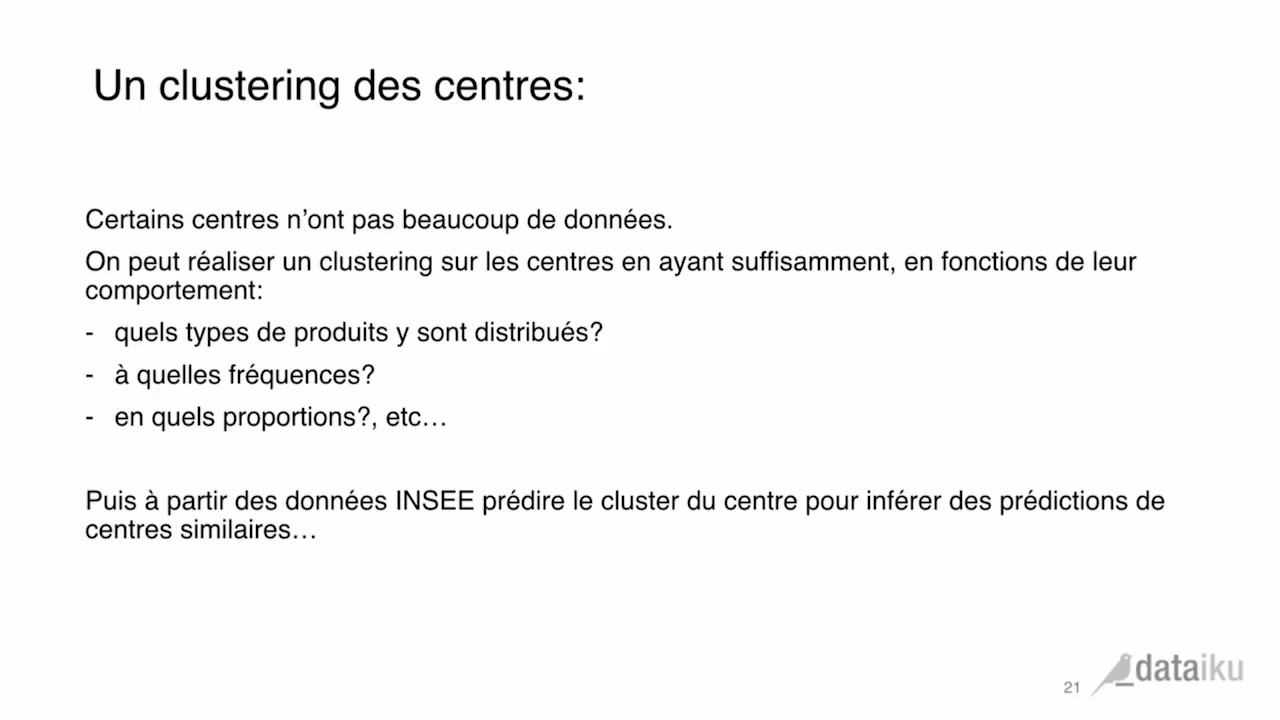 Un clustering des centres:
Certains centres n’ont pas beaucoup de données.
On peut réaliser un clustering sur les centres en ayant suffisamment, en fonctions de leur
comportement:
- quels types de produits y sont distribués?
- à quelles fréquences?
- en quels proportions?, etc…
Puis à partir des données INSEE prédire le cluster du centre pour inférer des prédictions de
centres similaires…
21
dataiku